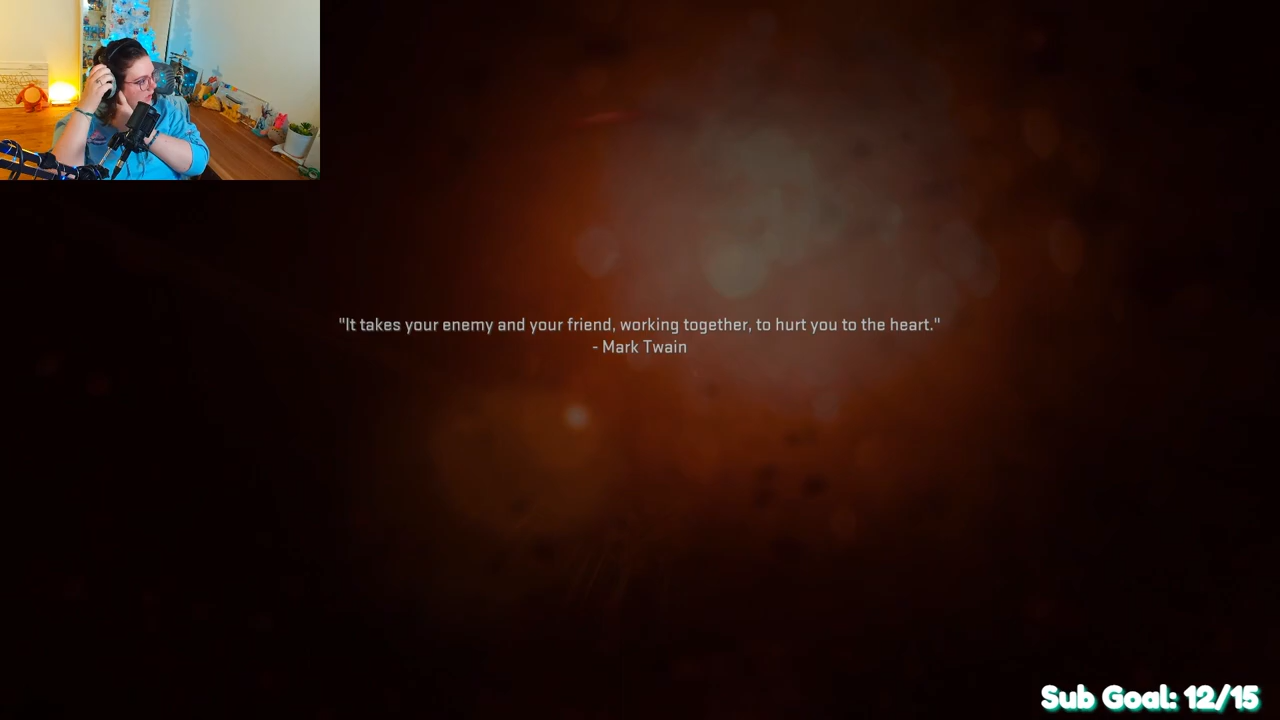 "It takes your enemy and your friend, working together, to hurt you to the heart."
- Mark Twain
Sub Goal: 12/15